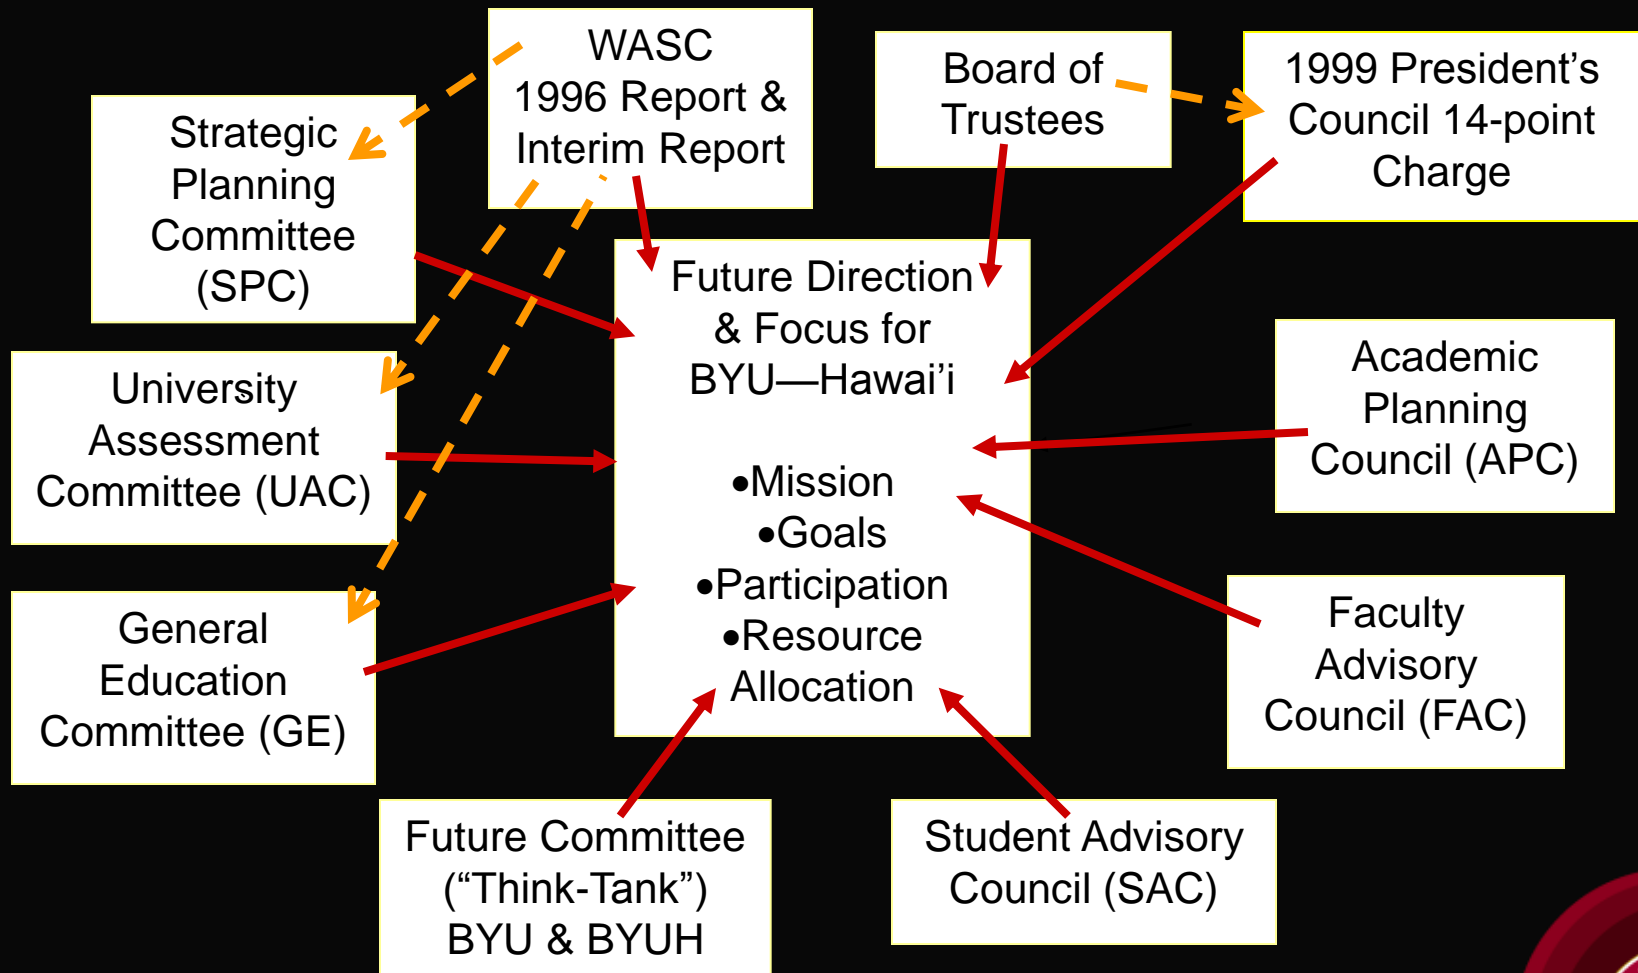 WASC
1996 Report &
Interim Report
Board of
Trustees
1999 President’s
Council 14-point
Charge
Strategic
Planning
Committee
(SPC)
Future Direction
& Focus for
BYU—Hawai’i
•Mission
•Goals
•Participation
•Resource
Allocation
University
Assessment
Committee (UAC)
Academic
Planning
Council (APC)
General
Education
Committee (GE)
Faculty
Advisory
Council (FAC)
Future Committee
(“Think-Tank”)
BYU & BYUH
Student Advisory
Council (SAC)